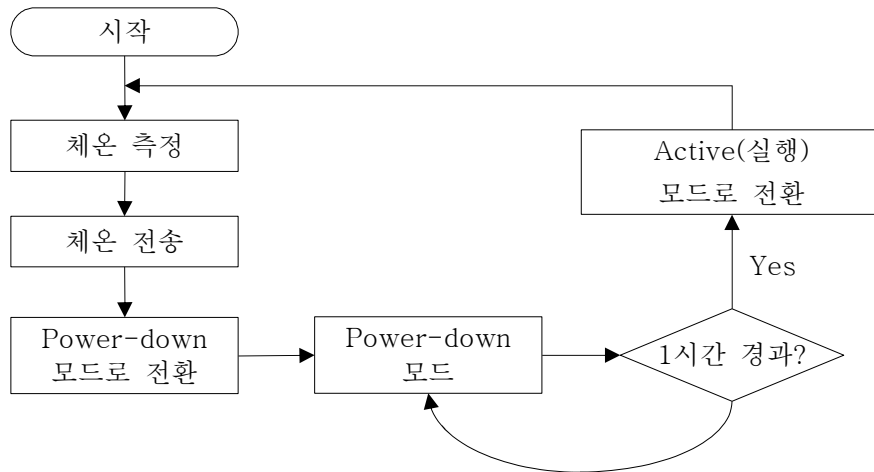 시작
체온 측정
체온 전송
Power-down
모드로 전환
Power-down
모드
1시간 경과?
Yes
Active(실행)
모드로 전환